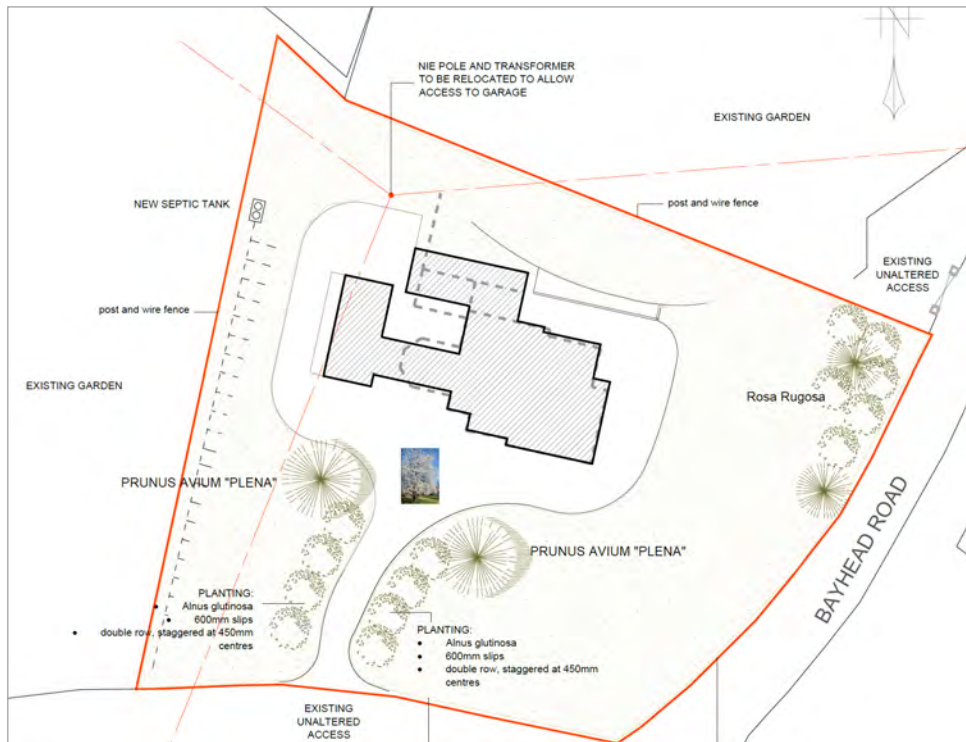 NIE POLE AND TRANSFORMER
TO BE RELOCATED TO ALLOW
ACCESS TO GARAGE
EXISTING GARDEN
NEW SEPTIC TANK
post and wire fence
EXISTING
UNALTERED
ACCESS
post and wire fence
EXISTING GARDEN
Rosa Rugosa
PRUNUS AVIUM "PLENA"
PRUNUS AVIUM "PLENA"
BAYHEAD ROAD
PLANTING:
• Alnus glutinosa
• 600mm slips
• double row, staggered at 450mm
centres
PLANTING:
• Alnus glutinosa
• 600mm slips
• double row, staggered at 450mm
centres
EXISTING
UNALTERED
ACCESS